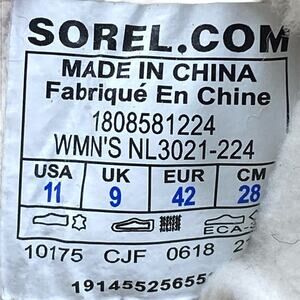 SOREL.COM
MADE IN CHINA
Fabriqué En Chine
1808581224
WMN'S NL3021-224
USA UK EUR CM
11 9 42 28
10175 CJF 0618